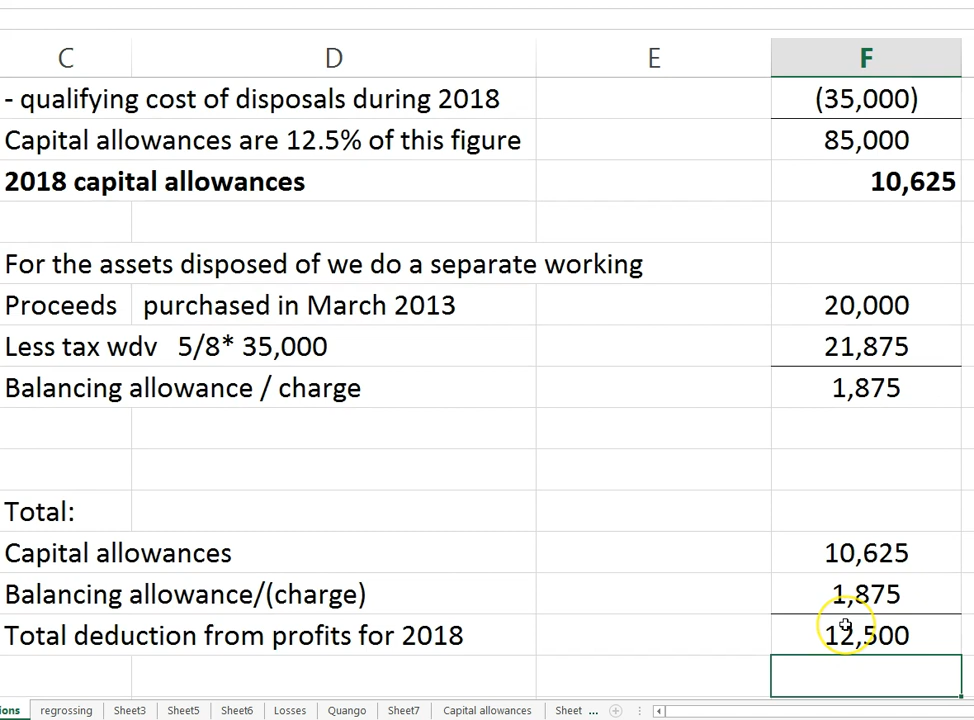 C D E F
- qualifying cost of disposals during 2018 (35,000)
Capital allowances are 12.5% of this figure 85,000
2018 capital allowances 10,625
For the assets disposed of we do a separate working
Proceeds purchased in March 2013 20,000
Less tax wdv 5/8* 35,000 21,875
Balancing allowance / charge 1,875
Total:
Capital allowances 10,625
Balancing allowance/(charge) 1,875
Total deduction from profits for 2018 12,500
ions regrossing Sheet3 Sheet5 Sheet6 Losses Quango Sheet7 Capital allowances Sheet ...